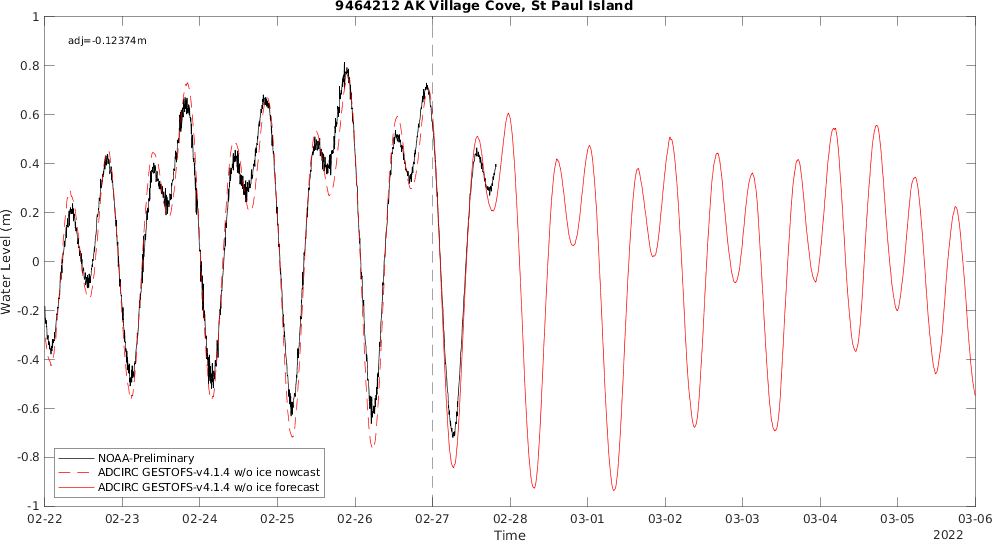 9464212 AK Village Cove, St Paul Island
adj=-0.12374m
1
0.8
0.6
0.4
0.2
0
-0.2
-0.4
-0.6
-0.8
-1
Water Level (m)
NOAA-Preliminary
ADCIRC GESTOFS-v4.1.4 w/o ice nowcast
ADCIRC GESTOFS-v4.1.4 w/o ice forecast
02-22 02-23 02-24 02-25 02-26 02-27 02-28 03-01 03-02 03-03 03-04 03-05 03-06
Time
2022